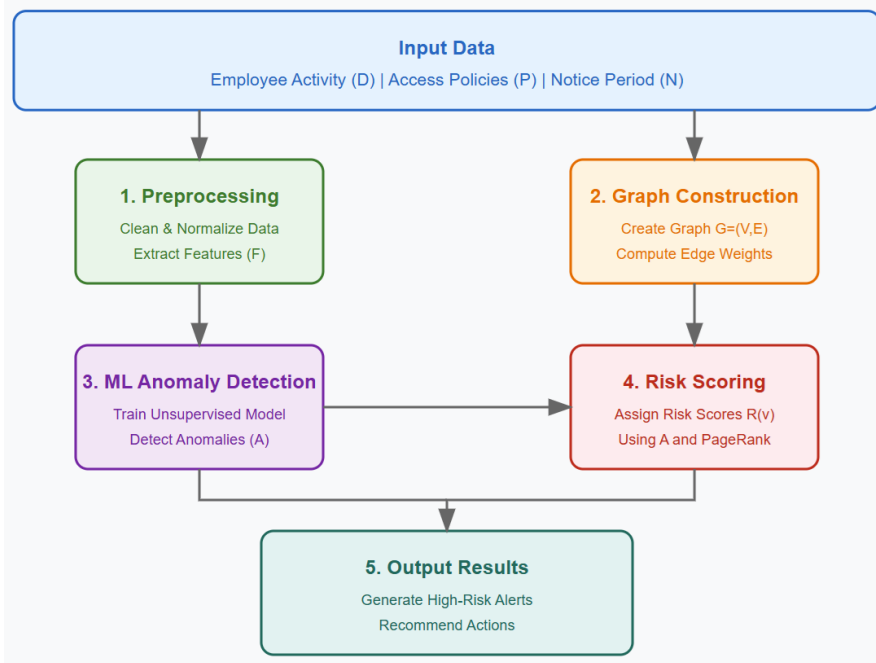 Input Data
Employee Activity (D) | Access Policies (P) | Notice Period (N)
1. Preprocessing
Clean & Normalize Data
Extract Features (F)
2. Graph Construction
Create Graph G=(V,E)
Compute Edge Weights
3. ML Anomaly Detection
Train Unsupervised Model
Detect Anomalies (A)
4. Risk Scoring
Assign Risk Scores R(v)
Using A and PageRank
5. Output Results
Generate High-Risk Alerts
Recommend Actions